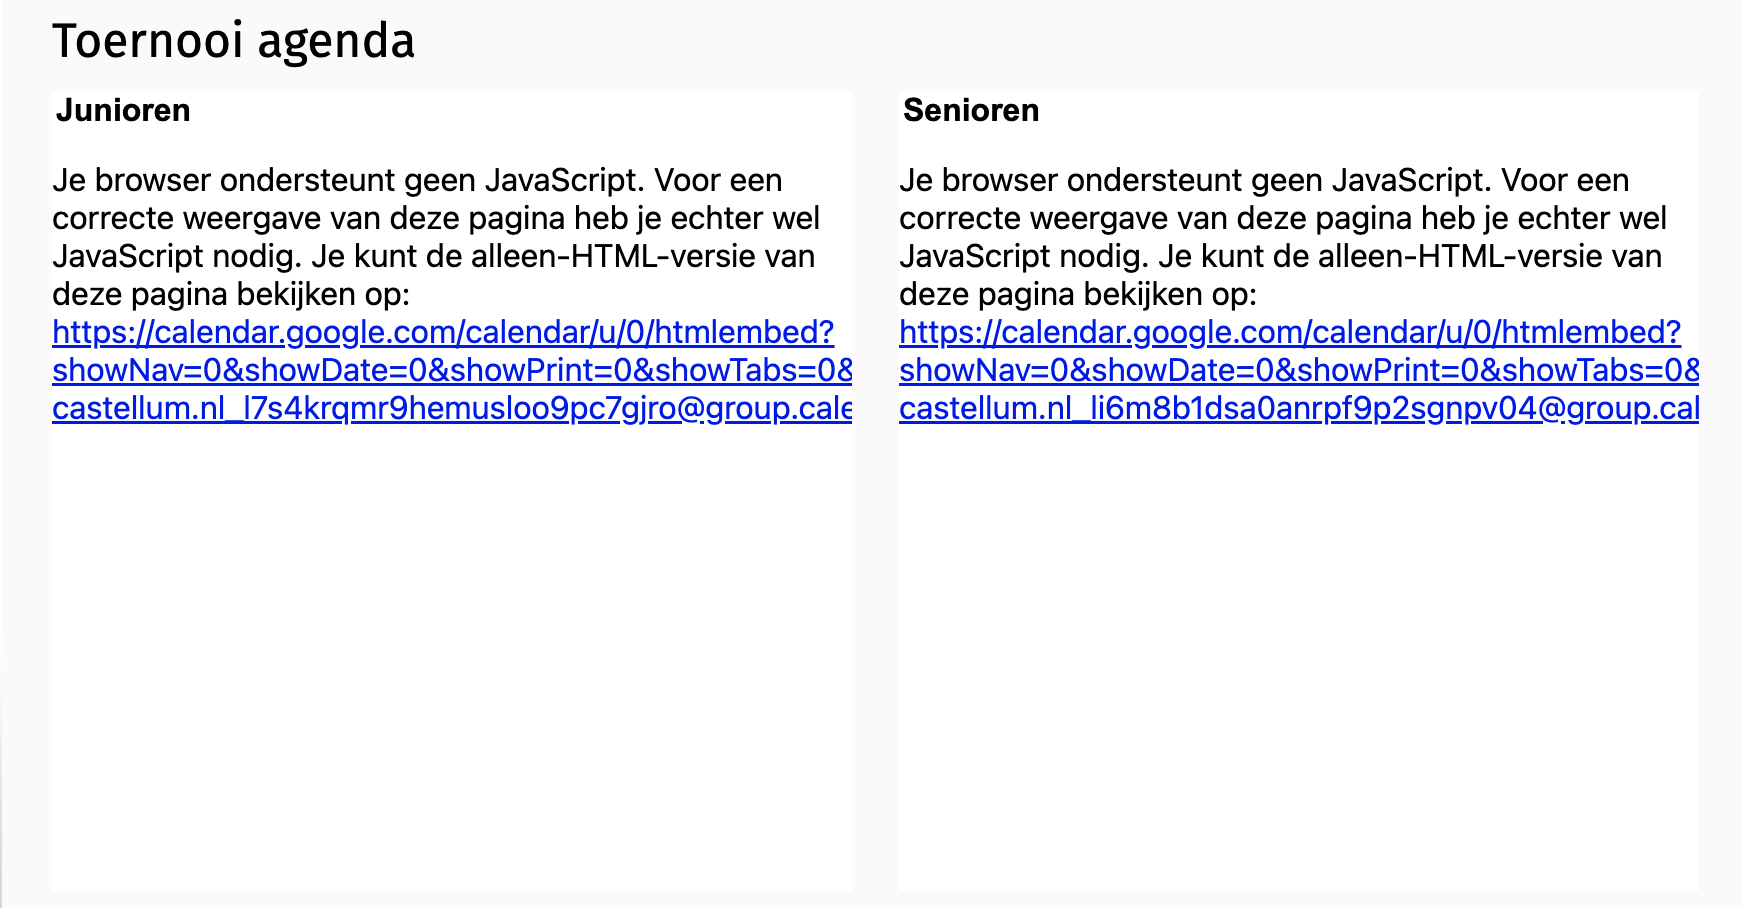 Toernooi agenda
Junioren
Je browser ondersteunt geen JavaScript. Voor een
correcte weergave van deze pagina heb je echter wel
JavaScript nodig. Je kunt de alleen-HTML-versie van
deze pagina bekijken op:
https://calendar.google.com/calendar/u/0/htmlembed?
showNav=0&showDate=0&showPrint=0&showTabs=0&
castellum.nl_l7s4krqmr9hemusloo9pc7gjro@group.cale
Senioren
Je browser ondersteunt geen JavaScript. Voor een
correcte weergave van deze pagina heb je echter wel
JavaScript nodig. Je kunt de alleen-HTML-versie van
deze pagina bekijken op:
https://calendar.google.com/calendar/u/0/htmlembed?
showNav=0&showDate=0&showPrint=0&showTabs=0&
castellum.nl_li6m8b1dsa0anrpf9p2sgnpv04@group.cal